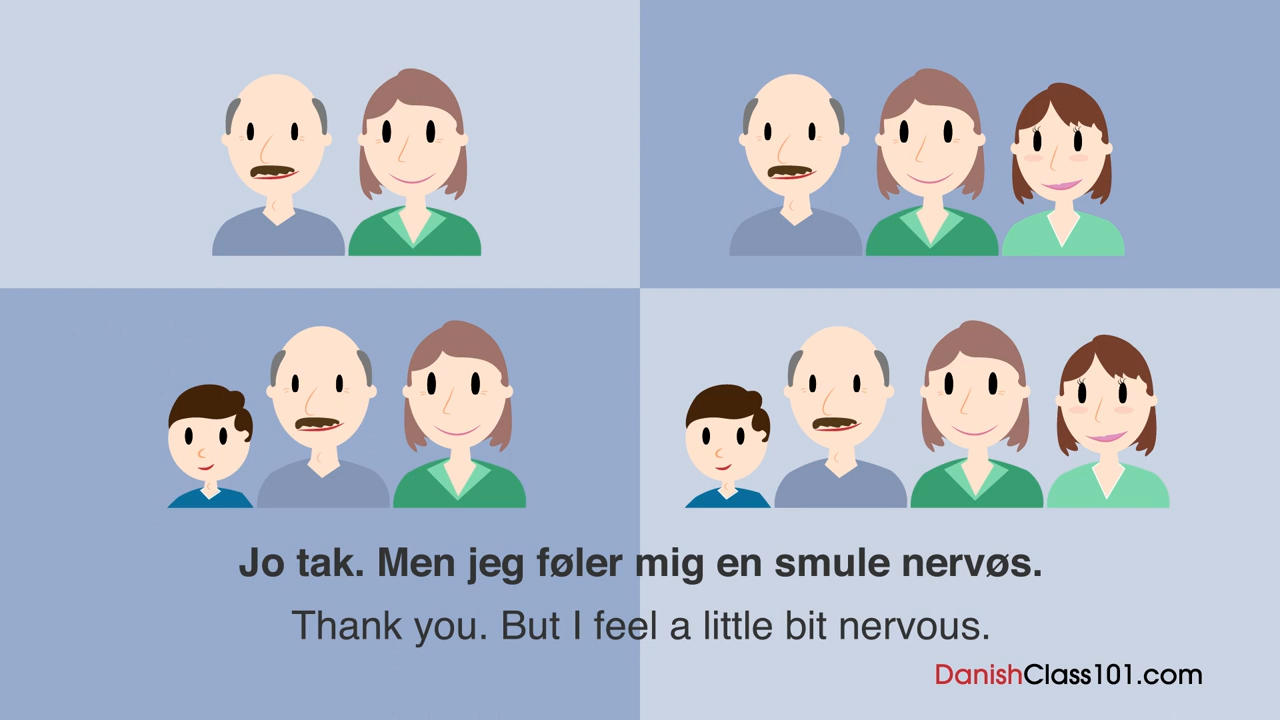 Jo tak. Men jeg føler mig en smule nervøs.
Thank you. But I feel a little bit nervous.
DanishClass101.com